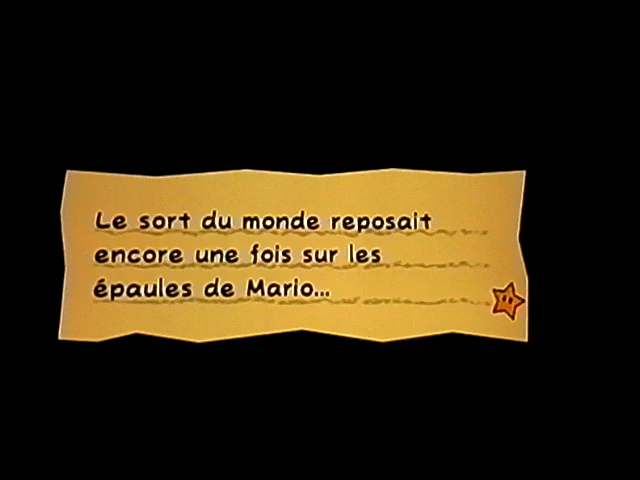 Le sort du monde reposait
encore une fois sur les
épaules de Mario...